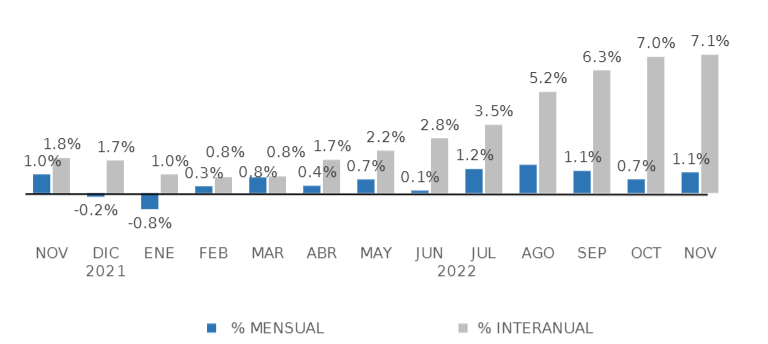 7.1%
7.0%
6.3%
5.2%
3.5%
2.8%
2.2%
1.8% 1.7% 1.0% 0.8% 0.8% 1.7%
1.0% 0.3% 0.8% 0.4% 0.7% 0.1% 1.2% 1.1% 0.7% 1.1%
-0.2% -0.8%
NOV DIC ENE FEB MAR ABR MAY JUN JUL AGO SEP OCT NOV
2021 2022
% MENSUAL % INTERANUAL